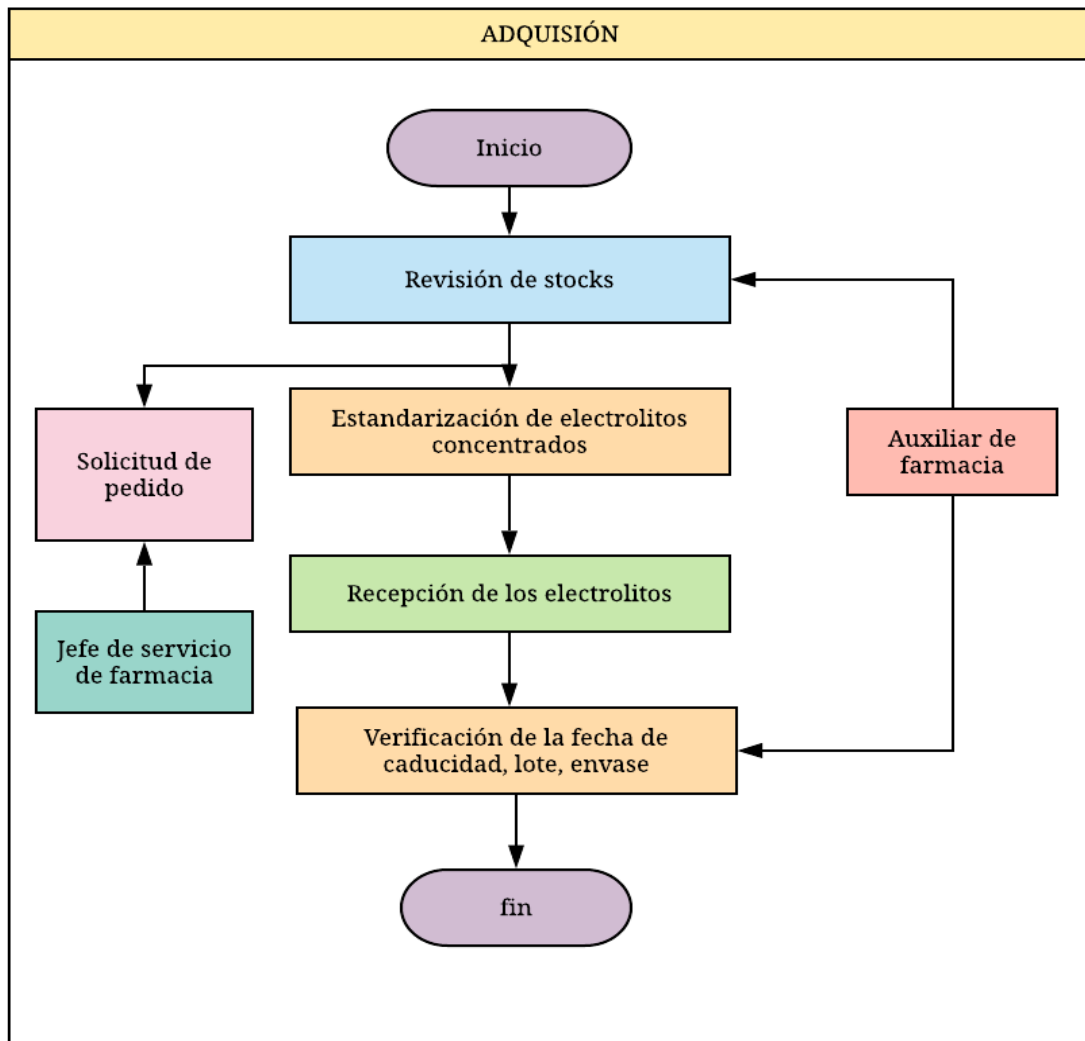 ADQUISIÓN
Inicio
Revisión de stocks
Estandarización de electrolitos
concentrados
Solicitud de
pedido
Auxiliar de
farmacia
Recepción de los electrolitos
Jefe de servicio
de farmacia
Verificación de la fecha de
caducidad, lote, envase
fin